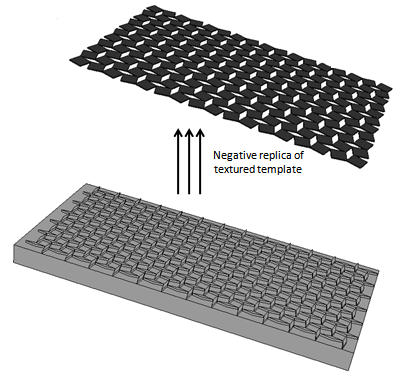 Negative replica of
textured template